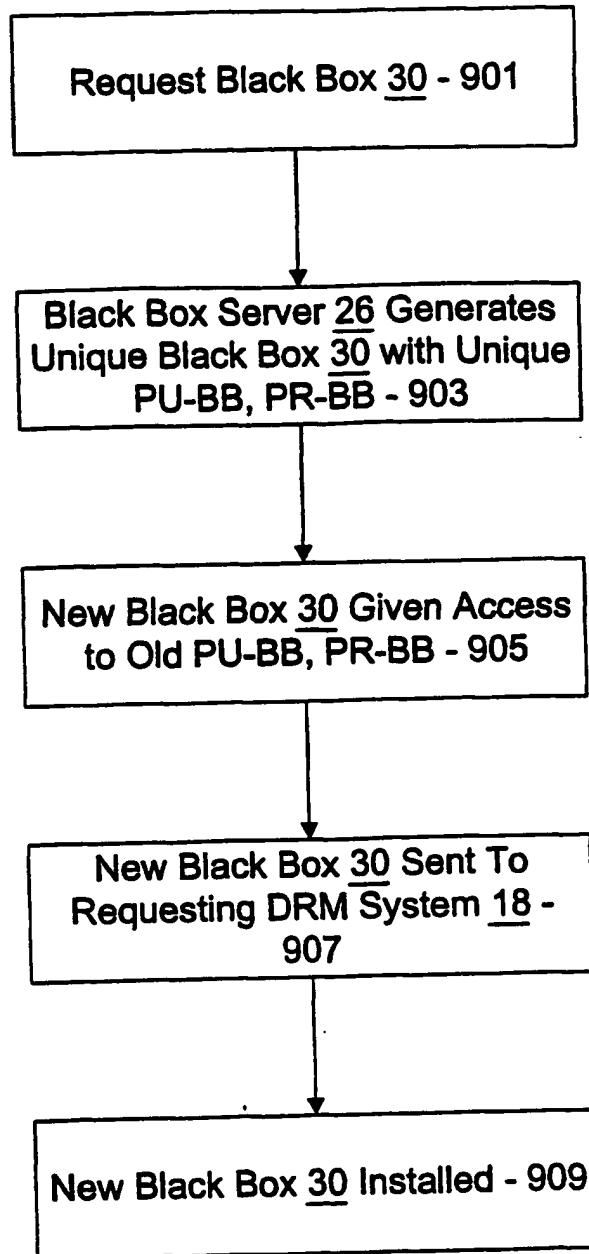 Request Black Box 30 - 901
Black Box Server 26 Generates
Unique Black Box 30 with Unique
PU-BB, PR-BB - 903
New Black Box 30 Given Access
to Old PU-BB, PR-BB - 905
New Black Box 30 Sent To
Requesting DRM System 18 -
907
New Black Box 30 Installed - 909